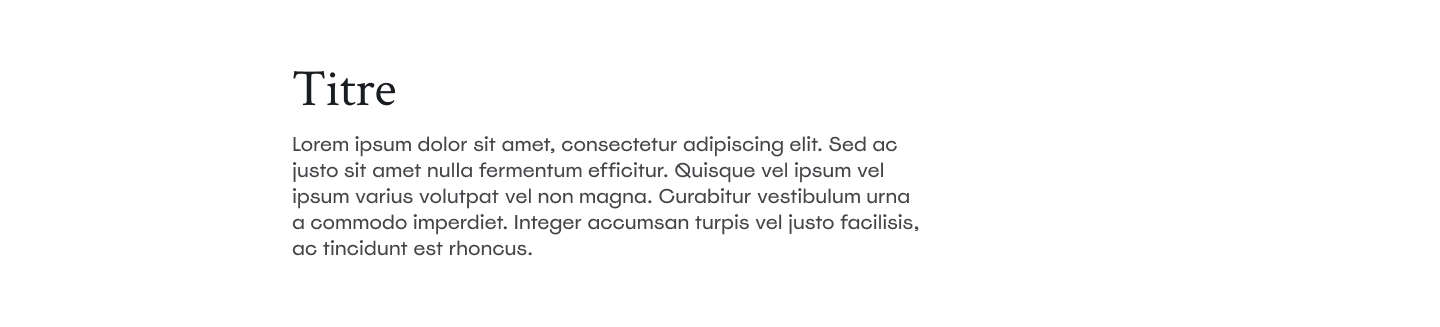 Titre
Lorem ipsum dolor sit amet, consectetur adipiscing elit. Sed ac
justo sit amet nulla fermentum efficitur. Quisque vel ipsum vel
ipsum varius volutpat vel non magna. Curabitur vestibulum urna
a commodo imperdiet. Integer accumsan turpis vel justo facilisis,
ac tincidunt est rhoncus.